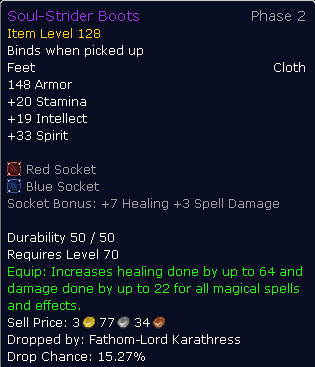 Soul-Strider Boots Phase 2
Item Level 128
Binds when picked up
Feet Cloth
148 Armor
+20 Stamina
+19 Intellect
+33 Spirit
Red Socket
Blue Socket
Socket Bonus: +7 Healing +3 Spell Damage
Durability 50 / 50
Requires Level 70
Equip: Increases healing done by up to 64 and
damage done by up to 22 for all magical spells
and effects.
Sell Price: 3 77 34
Dropped by: Fathom-Lord Karathress
Drop Chance: 15.27%